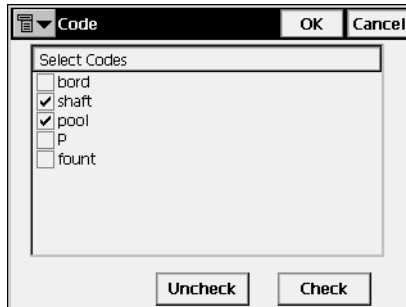 Code OK Cancel
Select Codes
bord
shaft
pool
P
fount
Uncheck Check